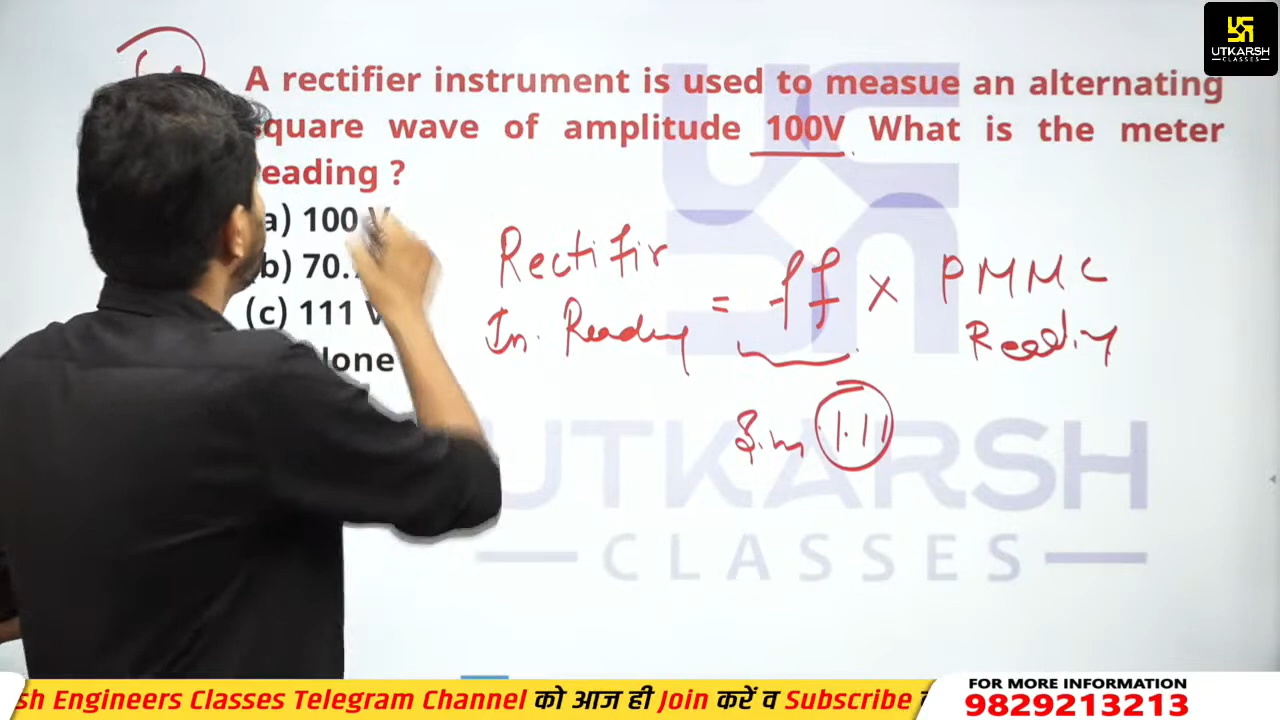 UTKARSH
CLASSES
A rectifier instrument is used to measue an alternating
square wave of amplitude 100V What is the meter
reading ?
a) 100 V
b) 70.
(c) 111 V
Rectifir
In. Reading = ff × PMMC
Reading
Sin 1.11
UTKARSH
CLASSES
sh Engineers Classes Telegram Channel को आज ही Join करें व Subscribe
FOR MORE INFORMATION
9829213213